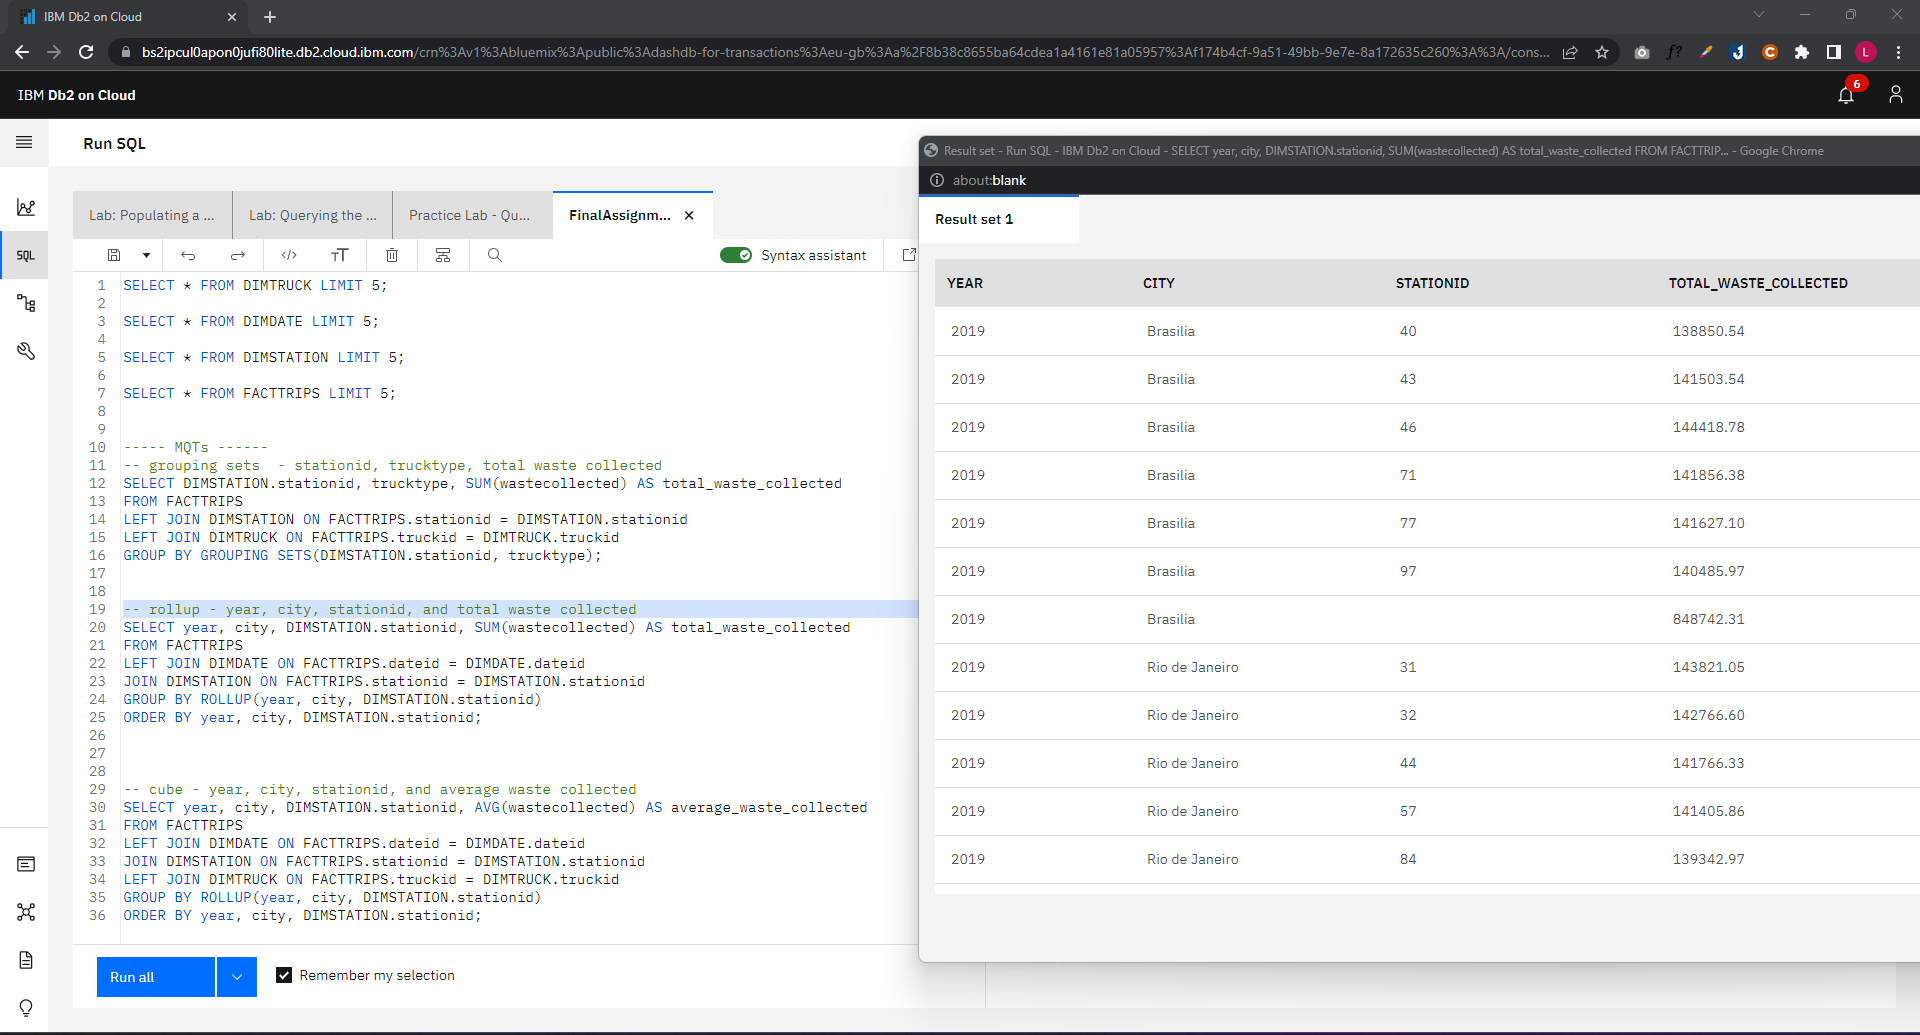 IBM Db2 on Cloud
bs2ipcul0apon0jufi80lite.db2.cloud.ibm.com/crn%3Av1%3Abluemix%3Apublic%3Adashdb-for-transactions%3Aeu-gb%3Aa%2F8b38c8655ba64cdea1a4161e81a05957%3Af174b4cf-9a51-49bb-9e7e-8a172635c260%3A%3A/cons...
f?
C
L
IBM Db2 on Cloud
6
Run SQL
SQL
Lab: Populating a ...
Lab: Querying the ...
Practice Lab - Qu...
FinalAssignm...
Syntax assistant
1 SELECT * FROM DIMTRUCK LIMIT 5;
2
3 SELECT * FROM DIMDATE LIMIT 5;
4
5 SELECT * FROM DIMSTATION LIMIT 5;
6
7 SELECT * FROM FACTTRIPS LIMIT 5;
8
9
10 ----- MQTs ------
11 -- grouping sets  - stationid, trucktype, total waste collected
12 SELECT DIMSTATION.stationid, trucktype, SUM(wastecollected) AS total_waste_collected
13 FROM FACTTRIPS
14 LEFT JOIN DIMSTATION ON FACTTRIPS.stationid = DIMSTATION.stationid
15 LEFT JOIN DIMTRUCK ON FACTTRIPS.truckid = DIMTRUCK.truckid
16 GROUP BY GROUPING SETS(DIMSTATION.stationid, trucktype);
17
18
19 -- rollup - year, city, stationid, and total waste collected
20 SELECT year, city, DIMSTATION.stationid, SUM(wastecollected) AS total_waste_collected
21 FROM FACTTRIPS
22 LEFT JOIN DIMDATE ON FACTTRIPS.dateid = DIMDATE.dateid
23 JOIN DIMSTATION ON FACTTRIPS.stationid = DIMSTATION.stationid
24 GROUP BY ROLLUP(year, city, DIMSTATION.stationid)
25 ORDER BY year, city, DIMSTATION.stationid;
26
27
28
29 -- cube - year, city, stationid, and average waste collected
30 SELECT year, city, DIMSTATION.stationid, AVG(wastecollected) AS average_waste_collected
31 FROM FACTTRIPS
32 LEFT JOIN DIMDATE ON FACTTRIPS.dateid = DIMDATE.dateid
33 JOIN DIMSTATION ON FACTTRIPS.stationid = DIMSTATION.stationid
34 LEFT JOIN DIMTRUCK ON FACTTRIPS.truckid = DIMTRUCK.truckid
35 GROUP BY ROLLUP(year, city, DIMSTATION.stationid)
36 ORDER BY year, city, DIMSTATION.stationid;
Run all
Remember my selection
Result set - Run SQL - IBM Db2 on Cloud - SELECT year, city, DIMSTATION.stationid, SUM(wastecollected) AS total_waste_collected FROM FACTTRIP... - Google Chrome
about:blank
Result set 1
YEAR CITY STATIONID TOTAL_WASTE_COLLECTED
2019 Brasilia 40 138850.54
2019 Brasilia 43 141503.54
2019 Brasilia 46 144418.78
2019 Brasilia 71 141856.38
2019 Brasilia 77 141627.10
2019 Brasilia 97 140485.97
2019 Brasilia 848742.31
2019 Rio de Janeiro 31 143821.05
2019 Rio de Janeiro 32 142766.60
2019 Rio de Janeiro 44 141766.33
2019 Rio de Janeiro 57 141405.86
2019 Rio de Janeiro 84 139342.97